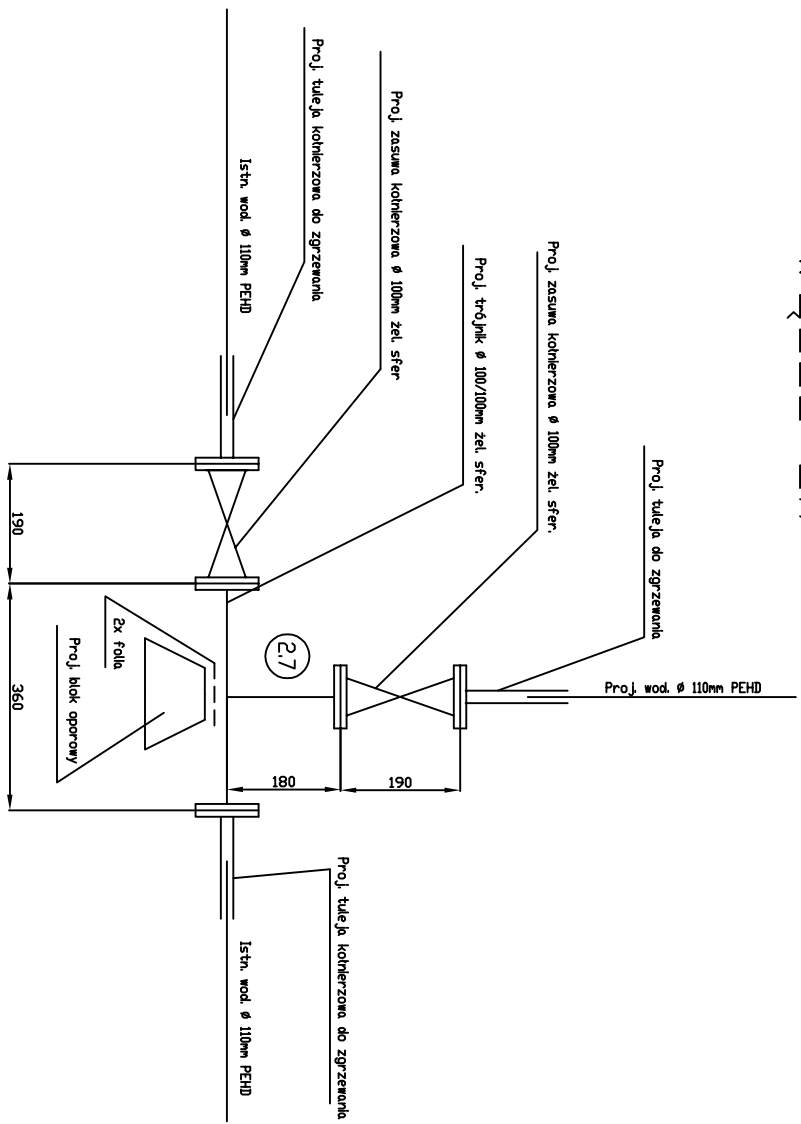 Proj. tuleja kołnierzowa do zgrzewania
Istn. wod. ø 110mm PEHD
Proj. zasuwa kołnierzowa ø 100mm żel. sfer
Proj. trójnik ø 100/100mm żel. sfer.
Proj. zasuwa kołnierzowa ø 100mm żel. sfer.
Proj. tuleja do zgrzewania
Proj. wod. ø 110mm PEHD
2.7
190
360
180
190
2x folia
Proj. blok oporowy
Proj. tuleja kołnierzowa do zgrzewania
Istn. wod. ø 110mm PEHD